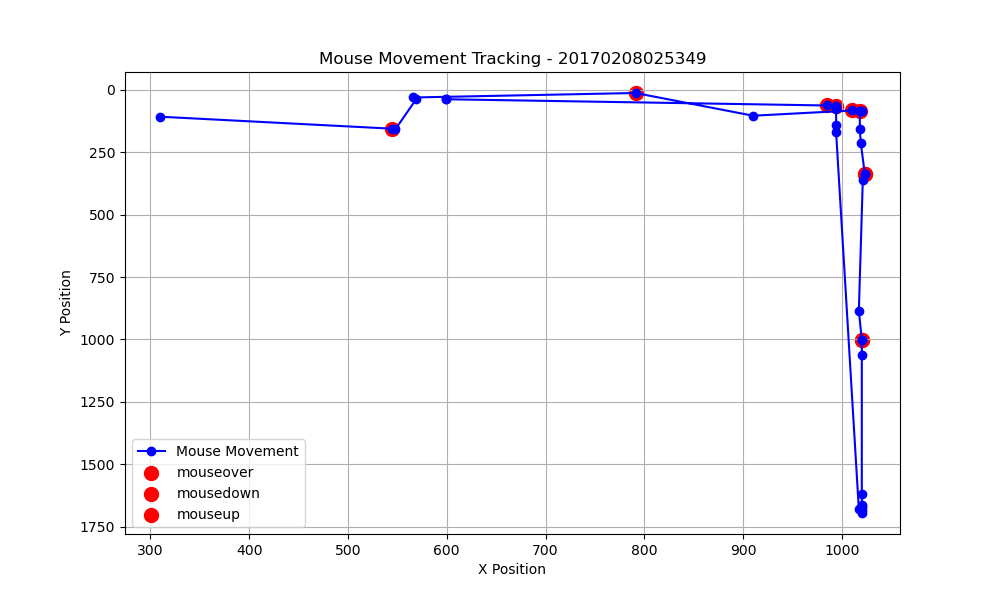 Mouse Movement Tracking - 20170208025349
0
250
500
750
1000
1250
1500
1750
Y Position
Mouse Movement
mouseover
mousedown
mouseup
300 400 500 600 700 800 900 1000
X Position